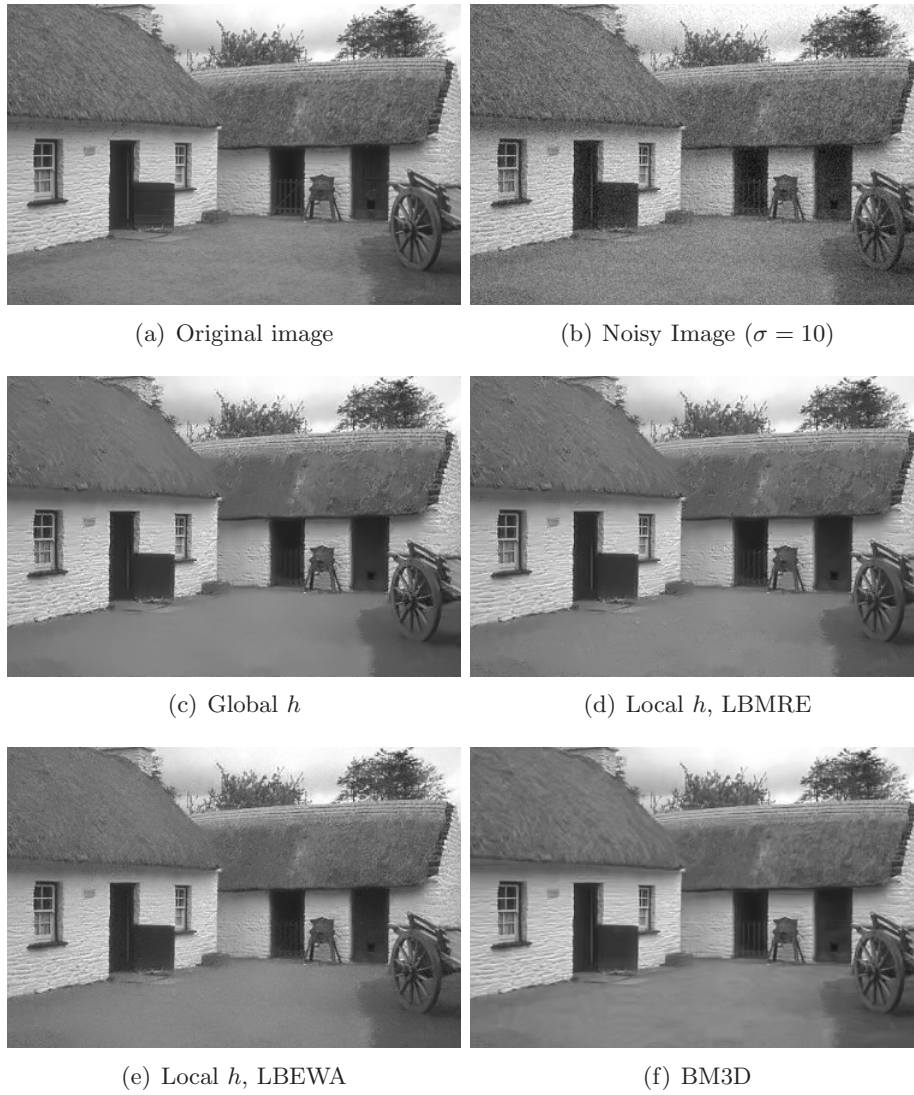 (a) Original image
(b) Noisy Image (σ = 10)
(c) Global h
(d) Local h, LBMRE
(e) Local h, LBEWA
(f) BM3D